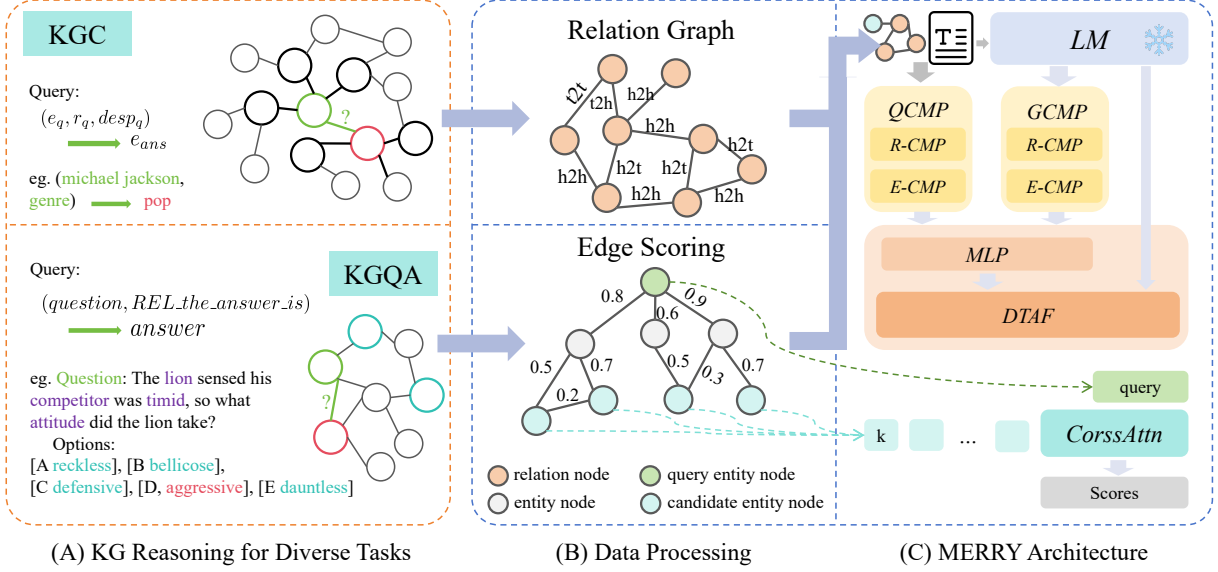 KGC
Query:
(e_q, r_q, desp_q)
e_ans
eg. (michael jackson,
genre) pop
?
KGQA
Query:
(question, REL_the_answer_is)
answer
eg. Question: The lion sensed his
competitor was timid, so what
attitude did the lion take?
Options:
[A reckless], [B bellicose],
[C defensive], [D, aggressive], [E dauntless]
?
(A) KG Reasoning for Diverse Tasks
Relation Graph
t2t
t2h
h2h
h2h
h2t
h2h
h2t
h2t
h2h
h2h
Edge Scoring
0.8
0.6
0.9
0.5
0.7
0.5
0.3
0.7
0.2
relation node
query entity node
entity node
candidate entity node
(B) Data Processing
T
LM
QCMP
GCMP
R-CMP
R-CMP
E-CMP
E-CMP
MLP
DTAF
query
k
...
CorssAttn
Scores
(C) MERRY Architecture